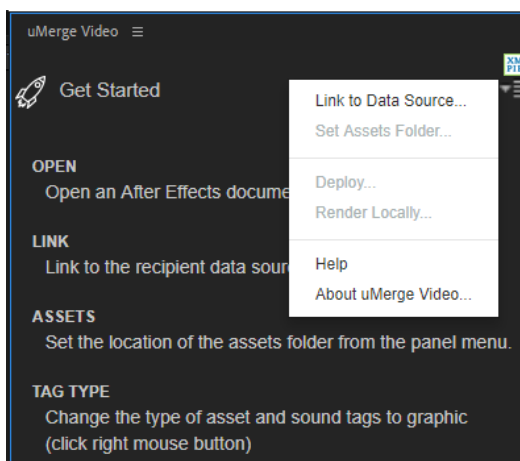 uMerge Video
Get Started
Link to Data Source...
Set Assets Folder...
Deploy...
Render Locally...
Help
About uMerge Video...
OPEN
Open an After Effects
LINK
Link to the recipient data
ASSETS
Set the location of the assets folder from the panel menu.
TAG TYPE
Change the type of asset and sound tags to graphic
(click right mouse button)